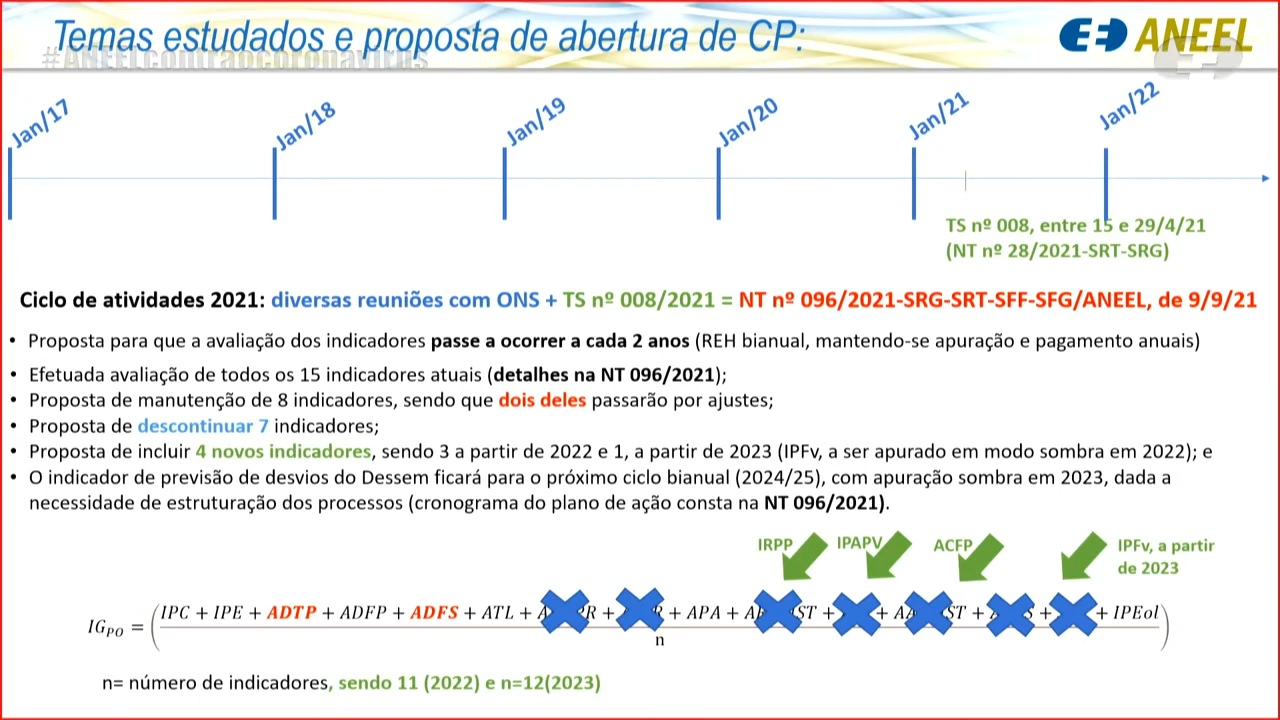 Temas estudados e proposta de abertura de CP:
ANEEL
#ANEELcontraocoronavirus
Jan/17
Jan/18
Jan/19
Jan/20
Jan/21
Jan/22
TS nº 008, entre 15 e 29/4/21
(NT nº 28/2021-SRT-SRG)
Ciclo de atividades 2021: diversas reuniões com ONS + TS nº 008/2021 = NT nº 096/2021-SRG-SRT-SFF-SFG/ANEEL, de 9/9/21
• Proposta para que a avaliação dos indicadores passe a ocorrer a cada 2 anos (REH bianual, mantendo-se apuração e pagamento anuais)
• Efetuada avaliação de todos os 15 indicadores atuais (detalhes na NT 096/2021);
• Proposta de manutenção de 8 indicadores, sendo que dois deles passarão por ajustes;
• Proposta de descontinuar 7 indicadores;
• Proposta de incluir 4 novos indicadores, sendo 3 a partir de 2022 e 1, a partir de 2023 (IPFv, a ser apurado em modo sombra em 2022); e
• O indicador de previsão de desvios do Dessem ficará para o próximo ciclo bianual (2024/25), com apuração sombra em 2023, dada a
necessidade de estruturação dos processos (cronograma do plano de ação consta na NT 096/2021).
IRPP
IPAPV
ACFP
IPFv, a partir
de 2023
IG_PO = (IPC + IPE + ADTP + ADFP + ADFS + ATL + + + APA + + + + + + IPEol)
n
n= número de indicadores, sendo 11 (2022) e n=12(2023)